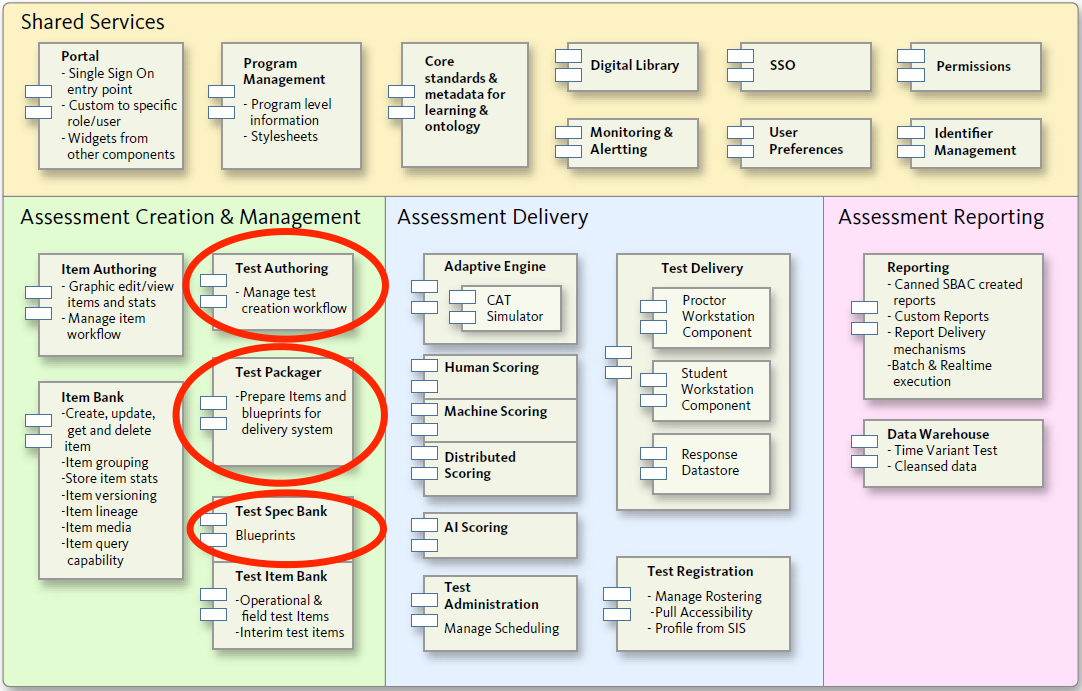 Shared Services
Portal
- Single Sign On
entry point
- Custom to specific
role/user
- Widgets from
other components
Program
Management
- Program level
information
- Stylesheets
Core
standards &
metadata for
learning &
ontology
Digital Library
SSO
Permissions
Monitoring &
Alertting
User
Preferences
Identifier
Management
Assessment Creation & Management
Item Authoring
- Graphic edit/view
items and stats
- Manage item
workflow
Test Authoring
- Manage test
creation workflow
Item Bank
-Create, update,
get and delete
item
-Item grouping
-Store item stats
-Item versioning
-Item lineage
-Item media
-Item query
capability
Test Packager
-Prepare Items and
blueprints for
delivery system
Test Spec Bank
Blueprints
Test Item Bank
-Operational &
field test Items
-Interim test items
Assessment Delivery
Adaptive Engine
CAT
Simulator
Human Scoring
Machine Scoring
Distributed
Scoring
AI Scoring
Test
Administration
Manage Scheduling
Test Delivery
Proctor
Workstation
Component
Student
Workstation
Component
Response
Datastore
Test Registration
- Manage Rostering
-Pull Accessibility
- Profile from SIS
Assessment Reporting
Reporting
- Canned SBAC created
reports
- Custom Reports
- Report Delivery
mechanisms
-Batch & Realtime
execution
Data Warehouse
- Time Variant Test
- Cleansed data